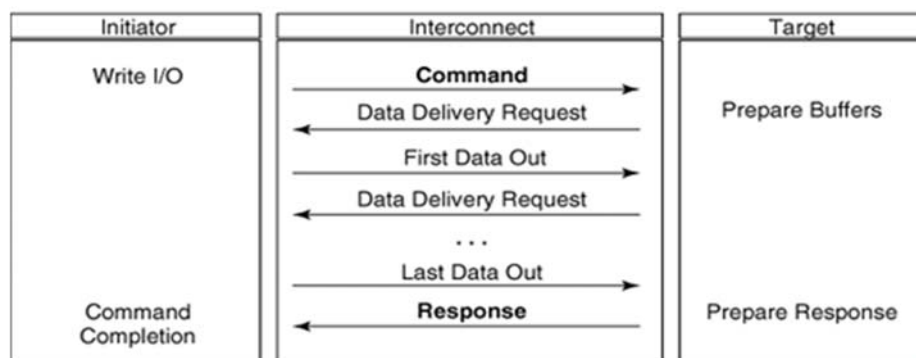 Initiator Interconnect Target
Write I/O Command
Data Delivery Request Prepare Buffers
First Data Out
Data Delivery Request
...
Last Data Out
Command Response Prepare Response
Completion